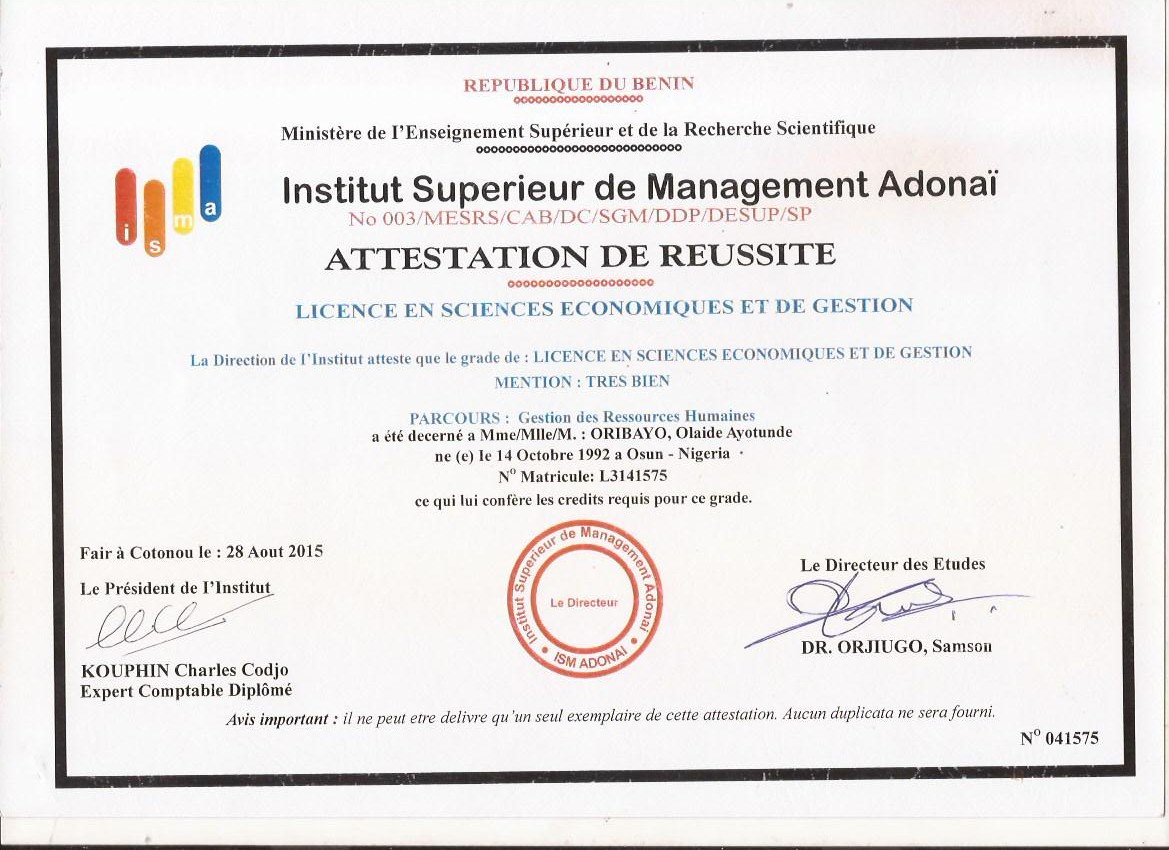 REPUBLIQUE DU BENIN
Ministère de l'Enseignement Supérieur et de la Recherche Scientifique
isma
Institut Superieur de Management Adonaï
No 003/MESRS/CAB/DC/SGM/DDP/DESUP/SP
ATTESTATION DE REUSSITE
LICENCE EN SCIENCES ECONOMIQUES ET DE GESTION
La Direction de l'Institut atteste que le grade de : LICENCE EN SCIENCES ECONOMIQUES ET DE GESTION
MENTION : TRES BIEN
PARCOURS : Gestion des Ressources Humaines
a été decerné a Mme/Mlle/M. : ORIBAYO, Olaide Ayotunde
ne (e) le 14 Octobre 1992 a Osun - Nigeria
N° Matricule: L3141575
ce qui lui confère les credits requis pour ce grade.
Fair à Cotonou le : 28 Aout 2015
Le Président de l'Institut
KOUPHIN Charles Codjo
Expert Comptable Diplômé
Institut Superieur de Management Adonai
Le Directeur
• ISM ADONAI •
Le Directeur des Etudes
DR. ORJIUGO, Samson
Avis important : il ne peut etre delivre qu'un seul exemplaire de cette attestation. Aucun duplicata ne sera fourni.
N° 041575